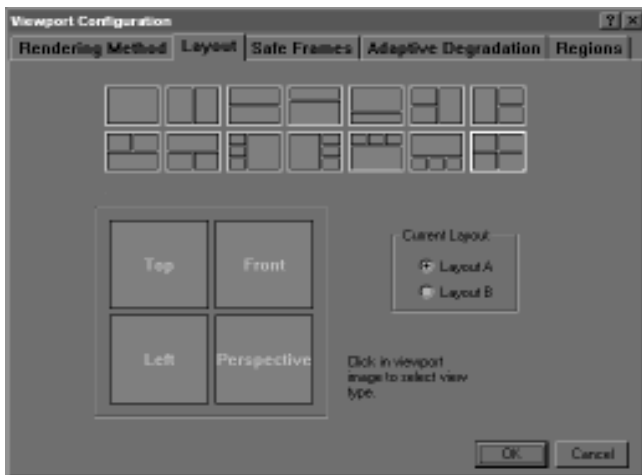 Viewport Configuration
Rendering Method Layout Safe Frames Adaptive Degradation Regions
Current Layout
Top Front
Layout A
Layout B
Left Perspective
Click in viewport
image to select view
type.
OK Cancel